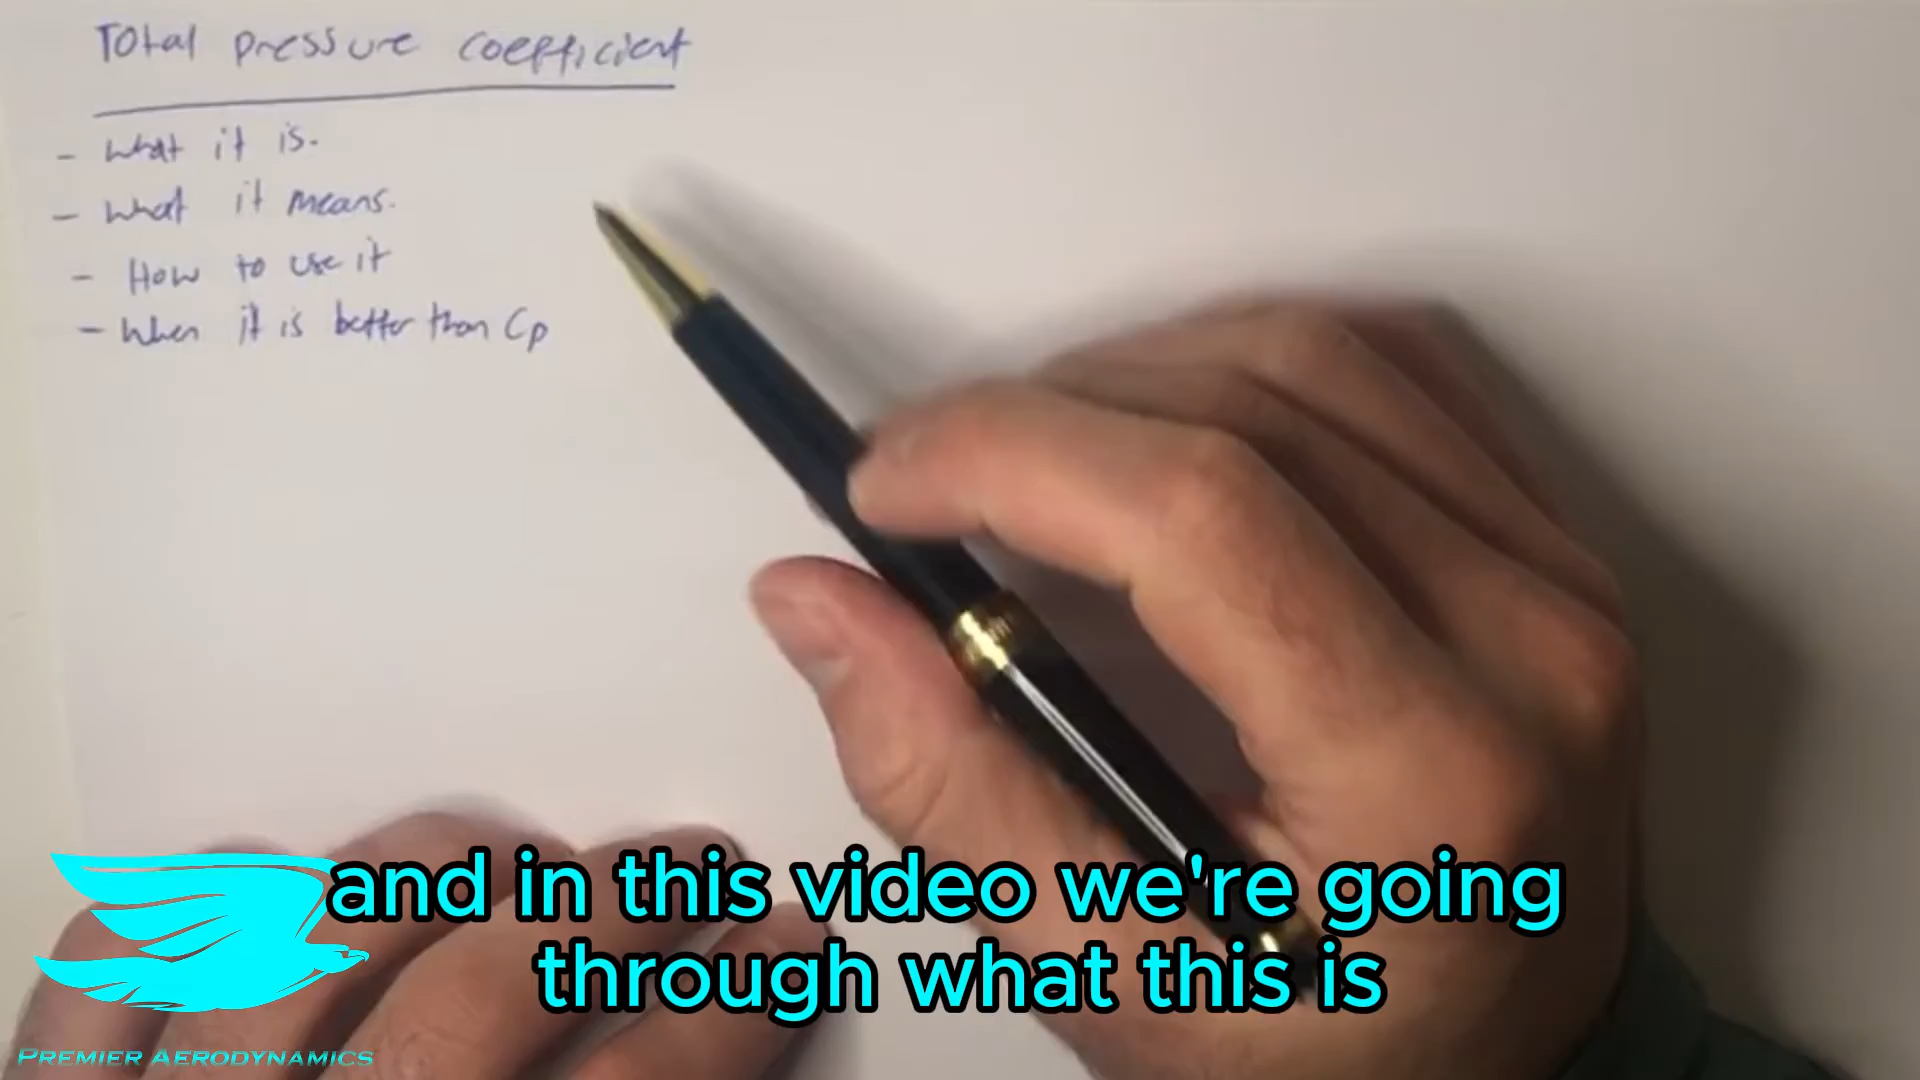 Total pressure coefficient
- What it is.
- What it means.
- How to use it
- When it is better than Cp
and in this video we're going
through what this is
PREMIER AERODYNAMICS